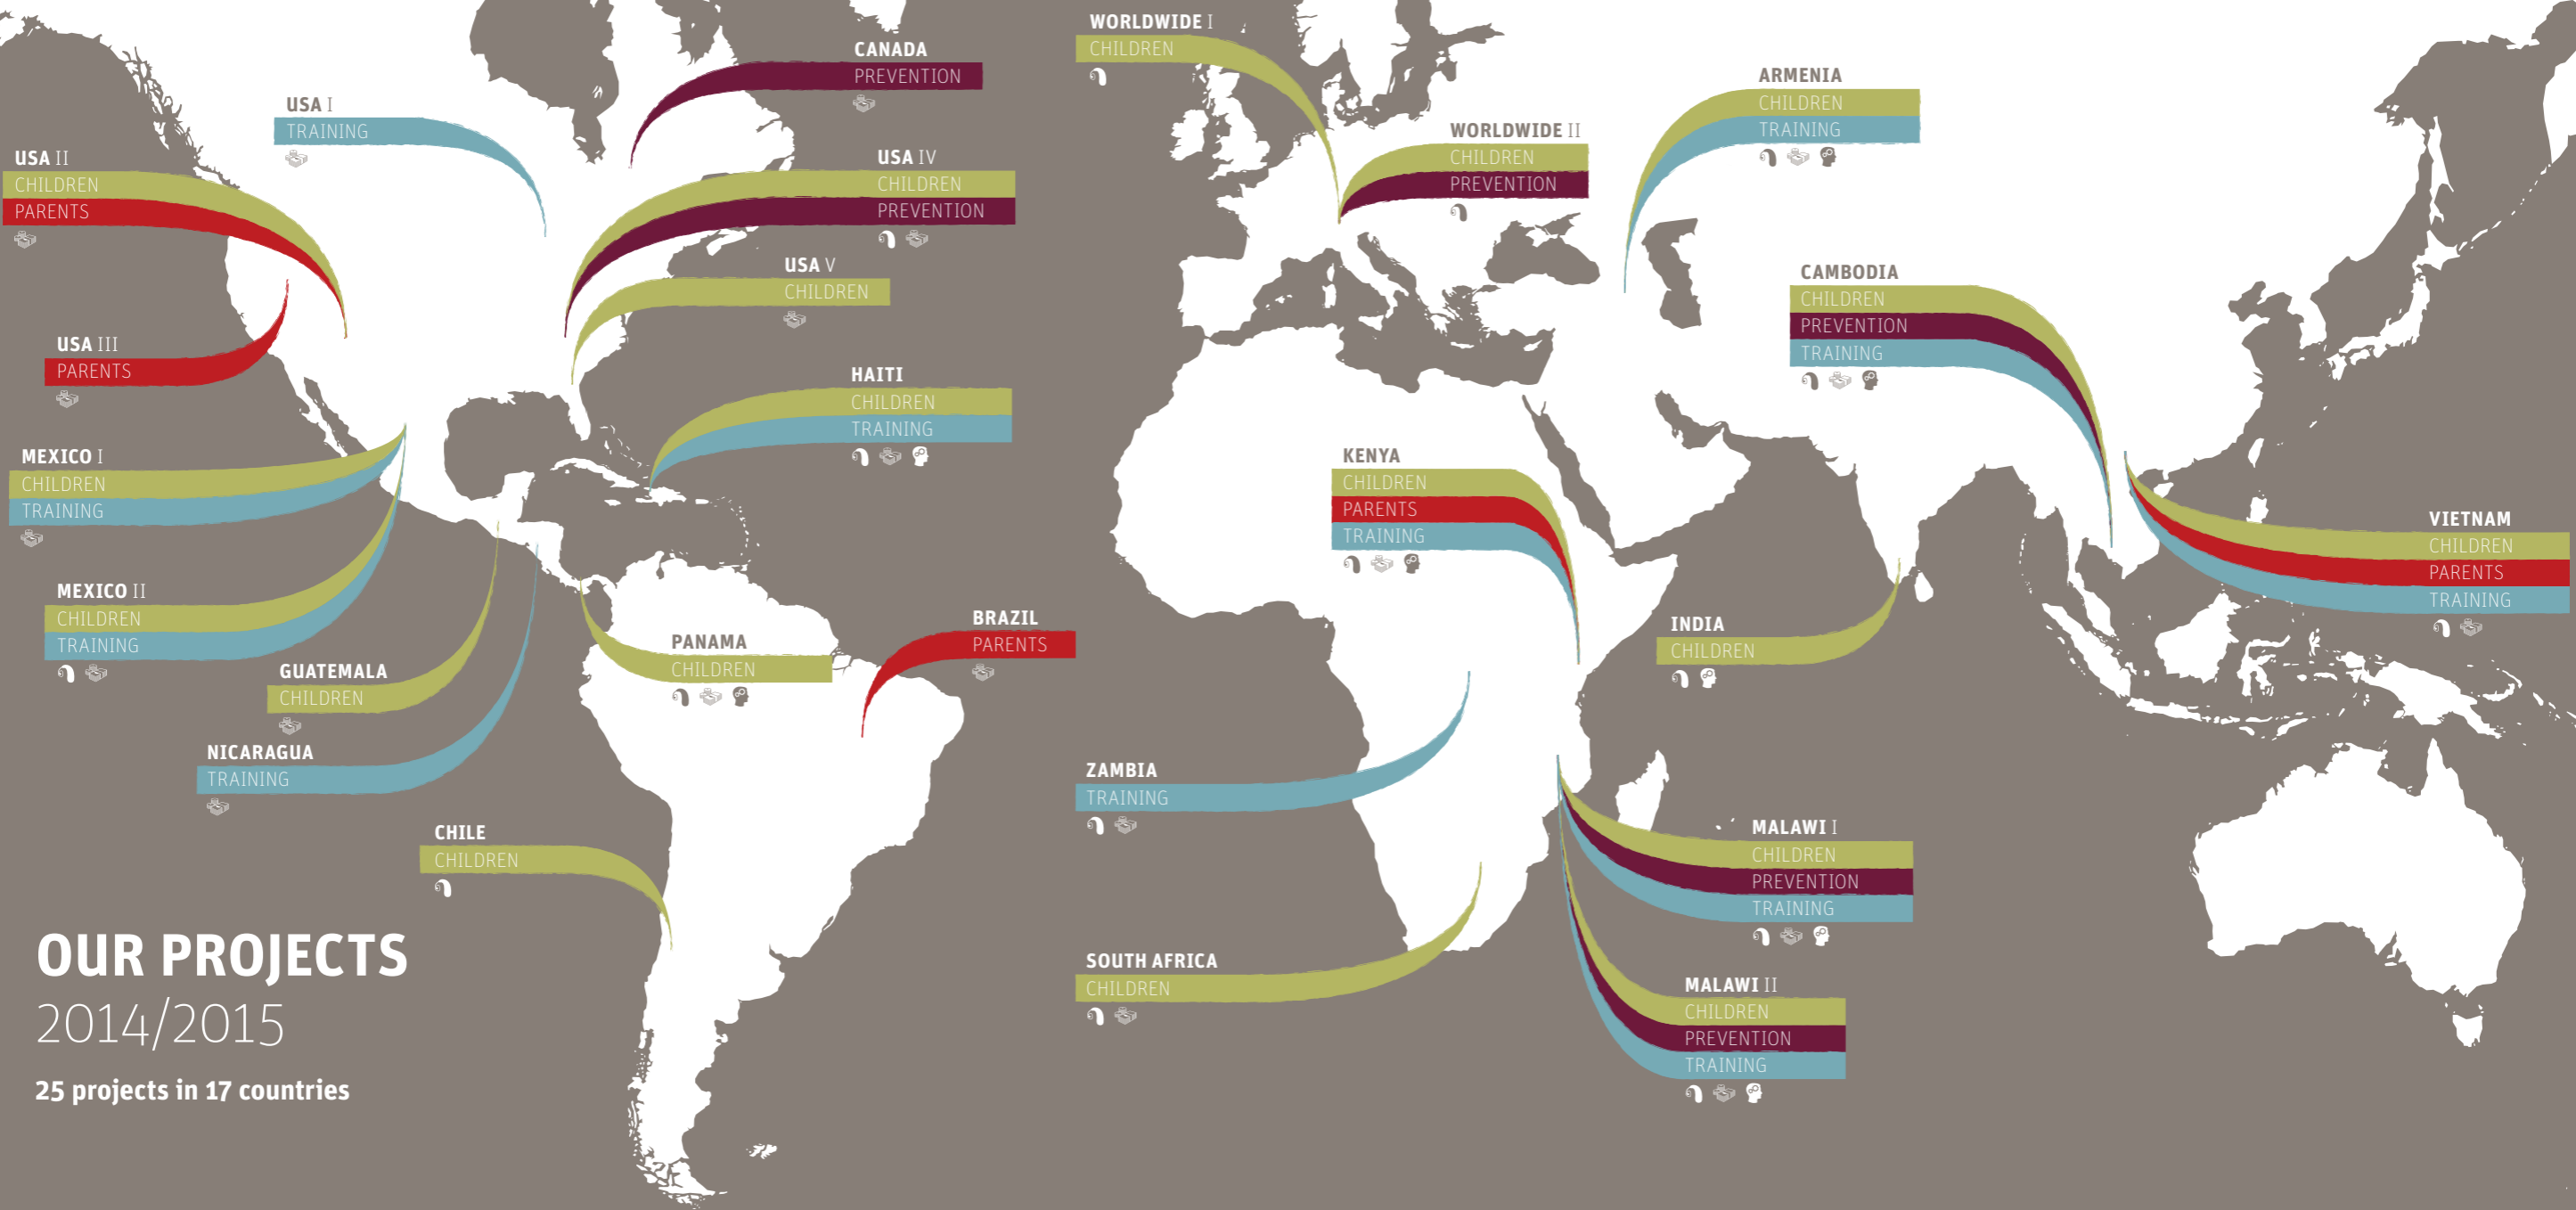 WORLDWIDE I
CHILDREN
CANADA
PREVENTION
ARMENIA
CHILDREN
TRAINING
USA I
TRAINING
WORLDWIDE II
CHILDREN
PREVENTION
USA II
CHILDREN
PARENTS
USA IV
CHILDREN
PREVENTION
USA V
CHILDREN
CAMBODIA
CHILDREN
PREVENTION
TRAINING
USA III
PARENTS
HAITI
CHILDREN
TRAINING
MEXICO I
CHILDREN
TRAINING
KENYA
CHILDREN
PARENTS
TRAINING
VIETNAM
CHILDREN
PARENTS
TRAINING
MEXICO II
CHILDREN
TRAINING
BRAZIL
PARENTS
INDIA
CHILDREN
PANAMA
CHILDREN
GUATEMALA
CHILDREN
NICARAGUA
TRAINING
ZAMBIA
TRAINING
CHILE
CHILDREN
MALAWI I
CHILDREN
PREVENTION
TRAINING
SOUTH AFRICA
CHILDREN
MALAWI II
CHILDREN
PREVENTION
TRAINING
OUR PROJECTS
2014/2015
25 projects in 17 countries